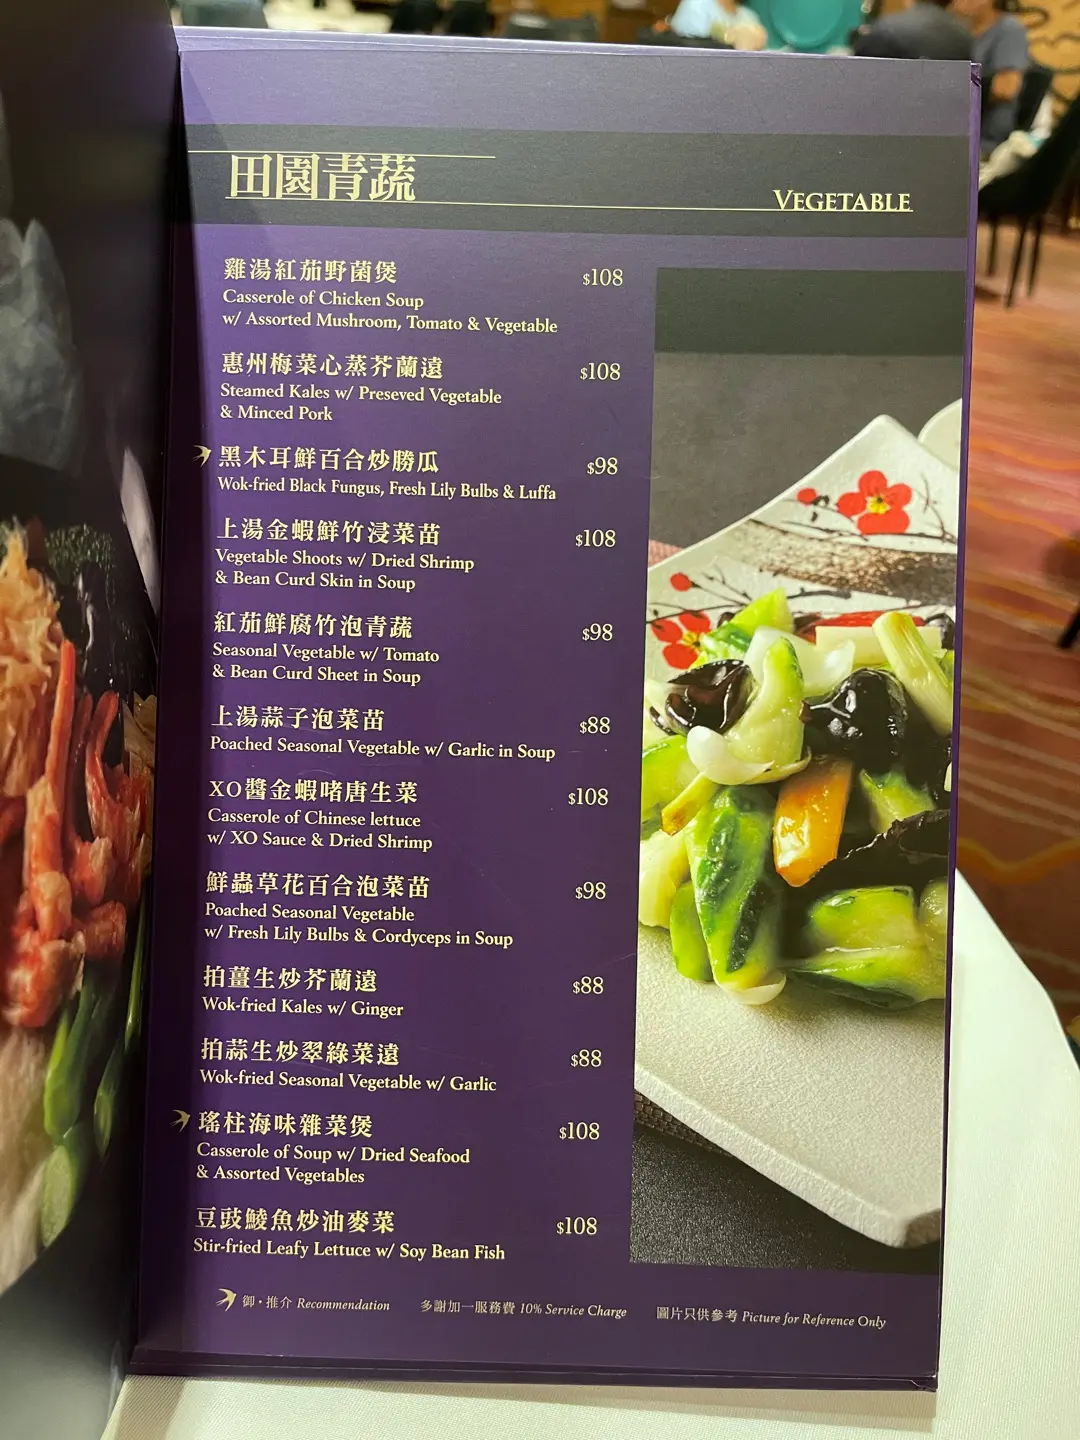 田園青蔬
VEGETABLE
雞湯紅茄野菌煲 $108
Casserole of Chicken Soup
w/ Assorted Mushroom, Tomato & Vegetable
惠州梅菜心蒸芥蘭遠 $108
Steamed Kales w/ Preseved Vegetable
& Minced Pork
黑木耳鮮百合炒勝瓜 $98
Wok-fried Black Fungus, Fresh Lily Bulbs & Luffa
上湯金蝦鮮竹浸菜苗 $108
Vegetable Shoots w/ Dried Shrimp
& Bean Curd Skin in Soup
紅茄鮮腐竹泡青蔬 $98
Seasonal Vegetable w/ Tomato
& Bean Curd Sheet in Soup
上湯蒜子泡菜苗 $88
Poached Seasonal Vegetable w/ Garlic in Soup
XO醬金蝦啫唐生菜 $108
Casserole of Chinese lettuce
w/ XO Sauce & Dried Shrimp
鮮蟲草花百合泡菜苗 $98
Poached Seasonal Vegetable
w/ Fresh Lily Bulbs & Cordyceps in Soup
拍薑生炒芥蘭遠 $88
Wok-fried Kales w/ Ginger
拍蒜生炒翠綠菜遠 $88
Wok-fried Seasonal Vegetable w/ Garlic
瑤柱海味雜菜煲 $108
Casserole of Soup w/ Dried Seafood
& Assorted Vegetables
豆豉鯪魚炒油麥菜 $108
Stir-fried Leafy Lettuce w/ Soy Bean Fish
御・推介 Recommendation 多謝加一服務費 10% Service Charge 圖片只供參考 Picture for Reference Only